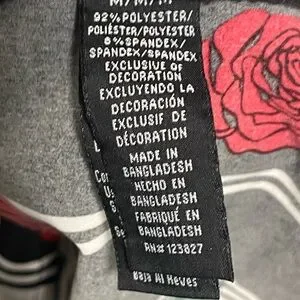 M/M/M
92%POLYESTER/
POLIÉSTER/POLYESTER
8%SPANDEX/
SPANDEX/SPANDEX
EXCLUSIVE OF
DECORATION
EXCLUYENDO LA
DECORACIÓN
EXCLUSIF DE
DÉCORATION
MADE IN
BANGLADESH
HECHO EN
BANGLADESH
FABRIQUÉ EN
BANGLADESH
RN# 123827